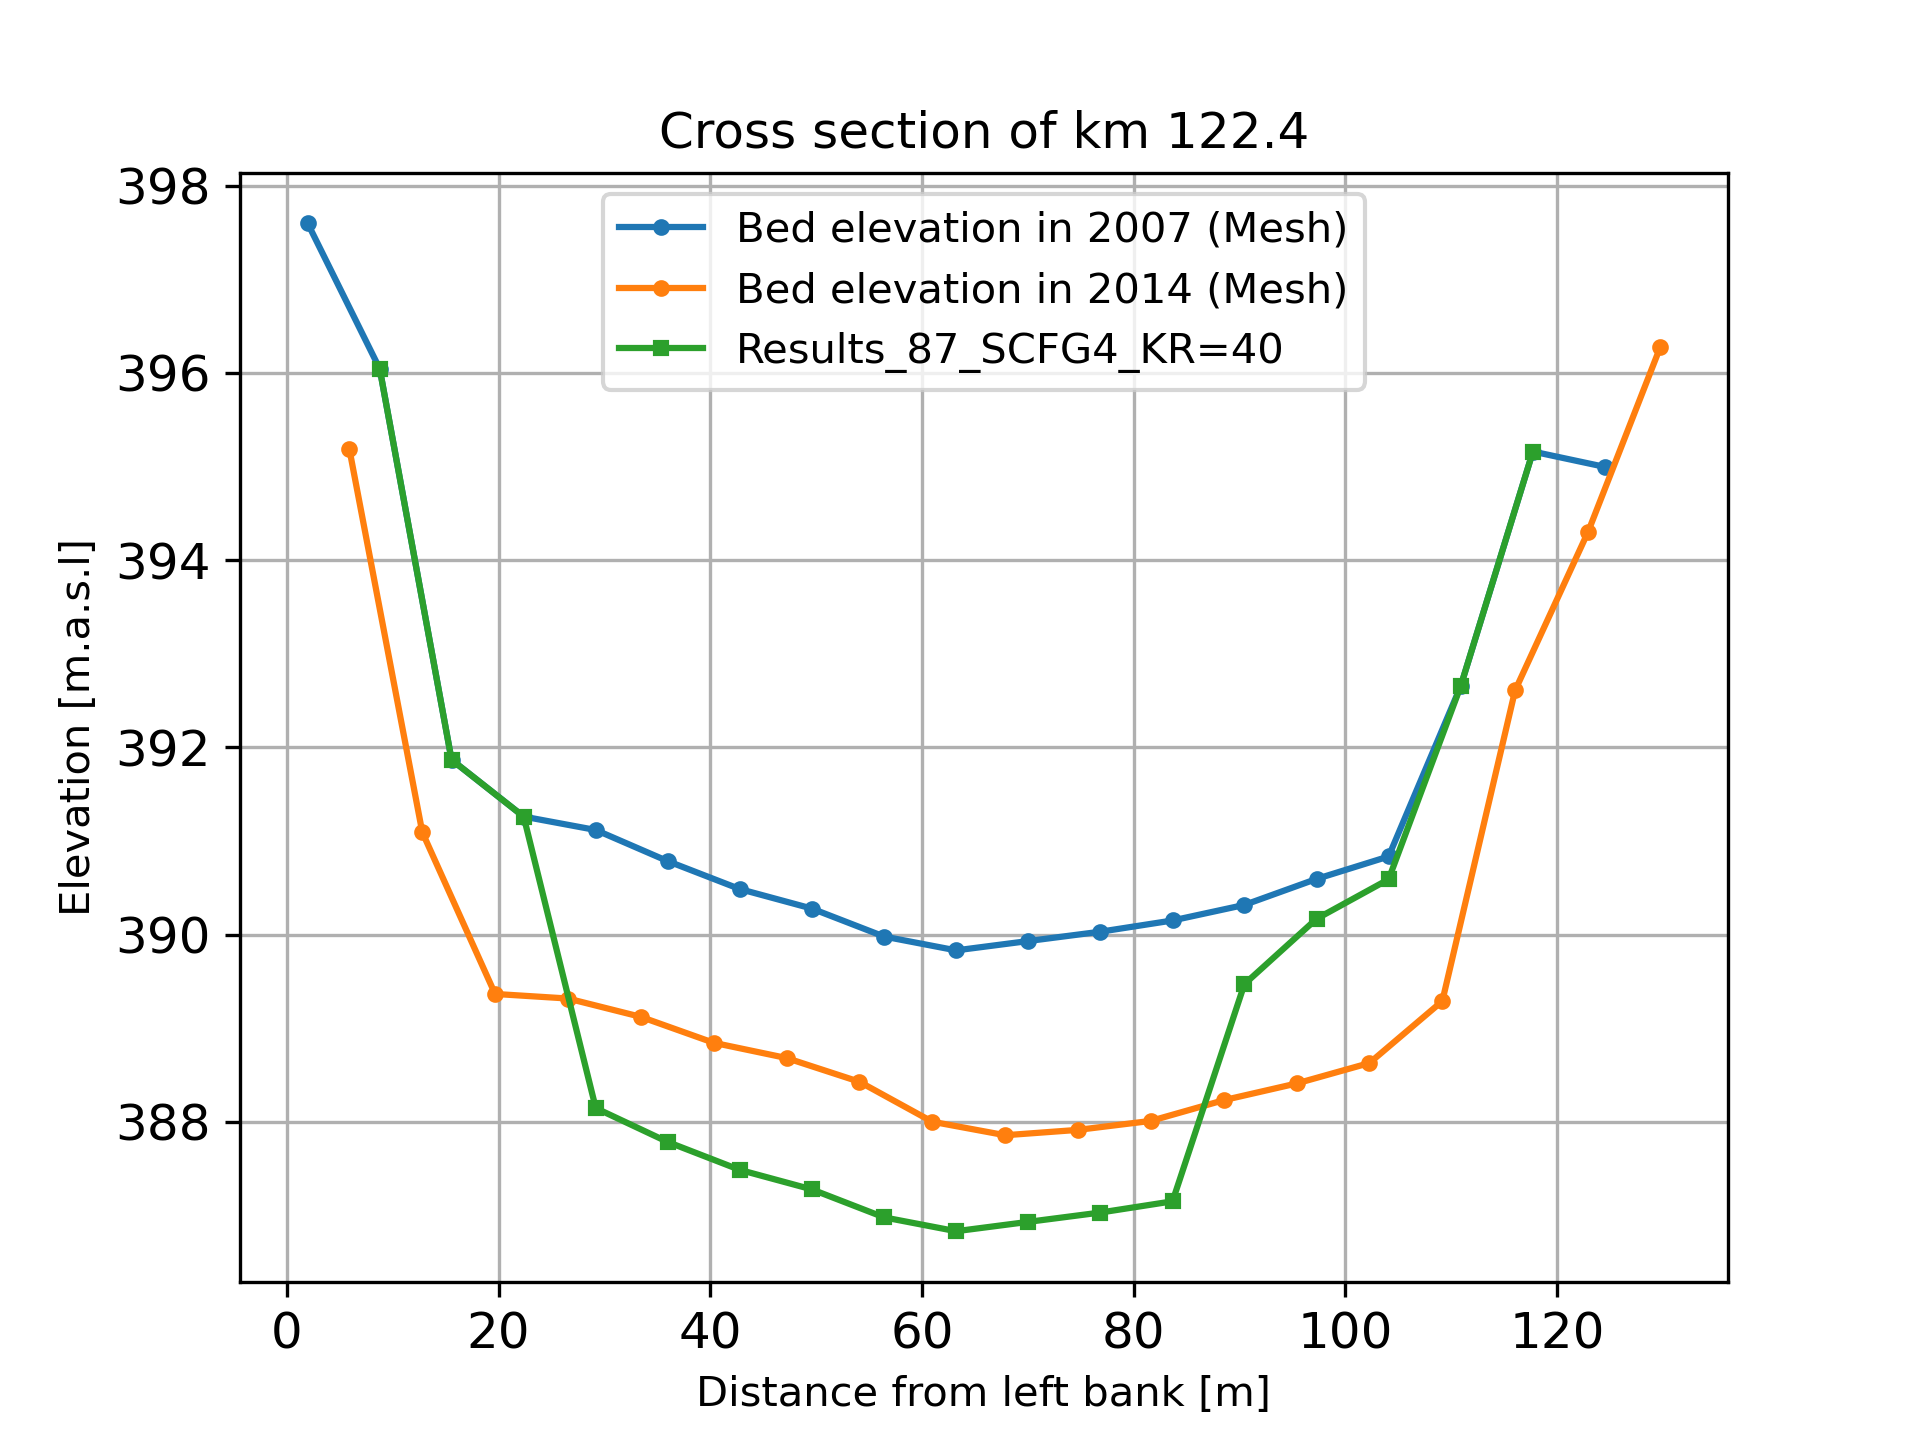 Cross section of km 122.4
Bed elevation in 2007 (Mesh)
Bed elevation in 2014 (Mesh)
Results_87_SCFG4_KR=40
398
396
394
392
390
388
Elevation [m.a.s.l]
0 20 40 60 80 100 120
Distance from left bank [m]